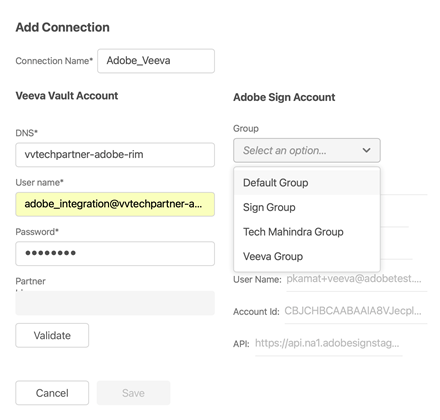 Add Connection
Connection Name*
Adobe_Veeva
Veeva Vault Account
DNS*
vvtechpartner-adobe-rim
User name*
adobe_integration@vvtechpartner-a...
Password*
••••••••
Partner
Validate
Cancel
Save
Adobe Sign Account
Group
Select an option...
Default Group
Sign Group
Tech Mahindra Group
Veeva Group
User Name: pkamat+veeva@adobetest....
Account Id: CBJCHBCAABAAIA8VJecpl...
API: https://api.na1.adobesignstag...